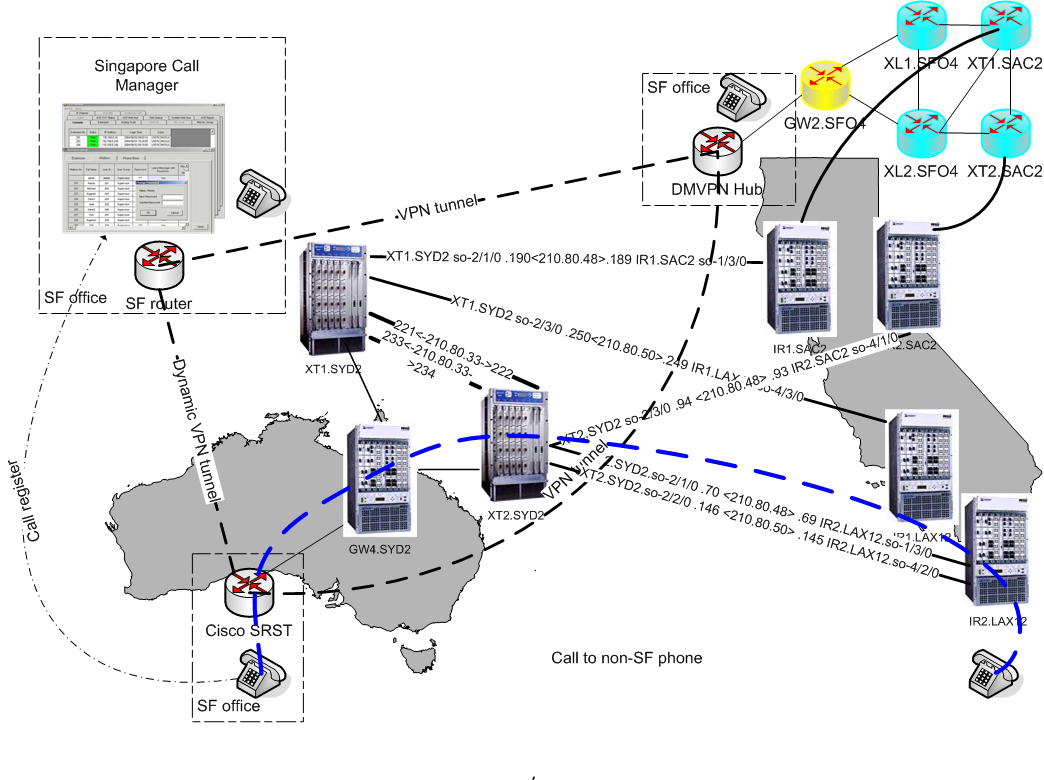 Singapore Call
Manager
SF office
SF router
SF office
DMVPN Hub
GW2.SFO4
XL1.SFO4
XT1.SAC2
XL2.SFO4
XT2.SAC2
VPN tunnel
XT1.SYD2 so-2/1/0 .190<210.80.48>.189 IR1.SAC2 so-1/3/0
XT1.SYD2 so-2/3/0 .250<210.80.50> 249 IR1.LAX
so-4/3/0
221<-210.80.33->222
233<-210.80.33-
>234
XT2.SYD2 so-2/3/0 .94 <210.80.48> .93 IR2.SAC2 so-4/1/0
XT1.SYD2
IR1.SAC2
R2.SAC2
Dynamic VPN tunnel
Call register
VPN tunnel
.SYD2.so-2/1/0 .70 <210.80.48> .69 IR2.LAX12.so-1/3/0
XT2.SYD2.so-2/2/0 .146 <210.80.50> .145 IR2.LAX12.so-4/2/0
XT2.SYD2
GW4.SYD2
IR1.LAX12
IR2.LAX12
Cisco SRST
SF office
Call to non-SF phone